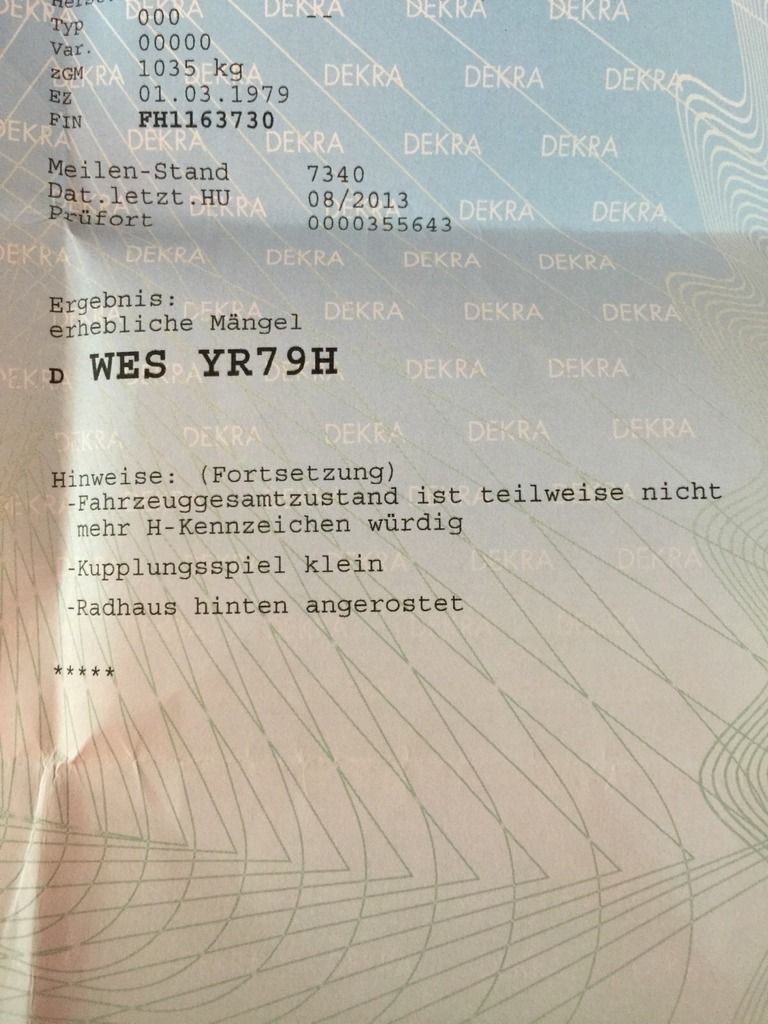 Typ 000 --
Var. 00000
zGM 1035 kg
EZ 01.03.1979
FIN FH1163730
Meilen-Stand 7340
Dat.letzt.HU 08/2013
Prüfort 0000355643
Ergebnis:
erhebliche Mängel
D WES YR79H
Hinweise: (Fortsetzung)
-Fahrzeuggesamtzustand ist teilweise nicht
mehr H-Kennzeichen würdig
-Kupplungsspiel klein
-Radhaus hinten angerostet
*****